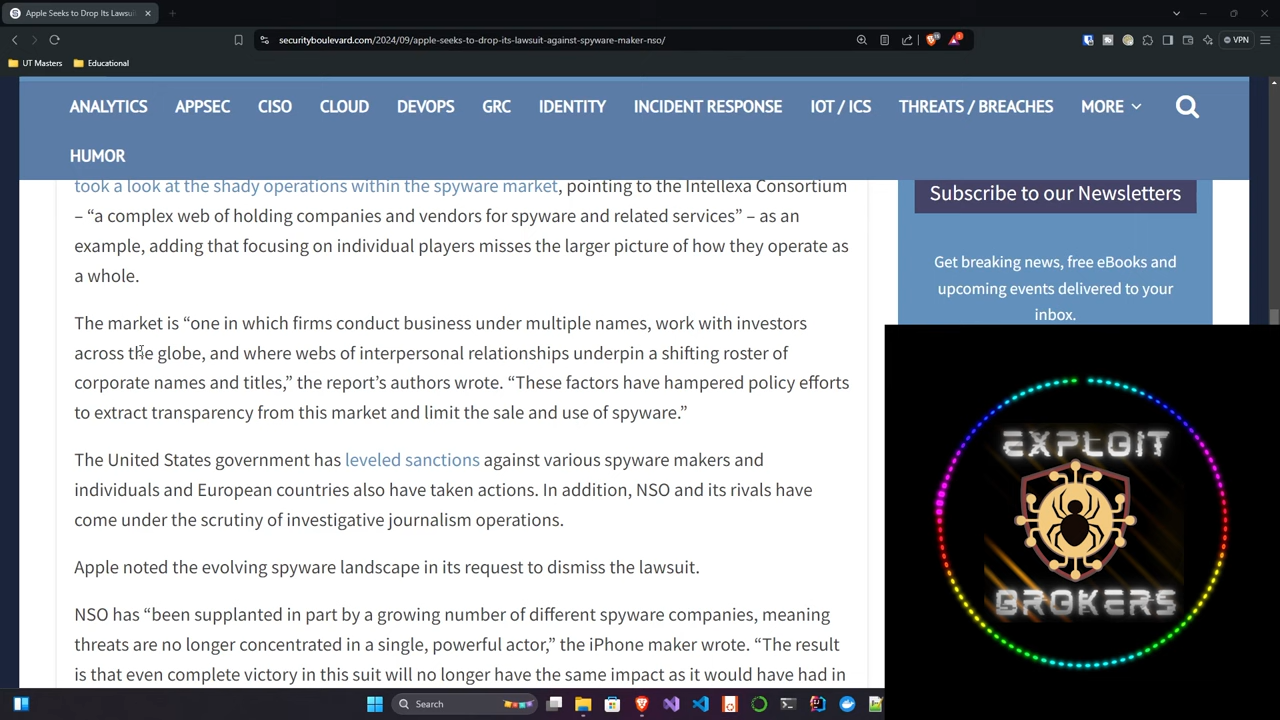 Apple Seeks to Drop Its Lawsui
securityboulevard.com/2024/09/apple-seeks-to-drop-its-lawsuit-against-spyware-maker-nso/
VPN
UT Masters
Educational
ANALYTICS APPSEC CISO CLOUD DEVOPS GRC IDENTITY INCIDENT RESPONSE IOT / ICS THREATS / BREACHES MORE
HUMOR
took a look at the shady operations within the spyware market, pointing to the Intellexa Consortium
– “a complex web of holding companies and vendors for spyware and related services” – as an
example, adding that focusing on individual players misses the larger picture of how they operate as
a whole.
The market is “one in which firms conduct business under multiple names, work with investors
across the globe, and where webs of interpersonal relationships underpin a shifting roster of
corporate names and titles,” the report’s authors wrote. “These factors have hampered policy efforts
to extract transparency from this market and limit the sale and use of spyware.”
The United States government has leveled sanctions against various spyware makers and
individuals and European countries also have taken actions. In addition, NSO and its rivals have
come under the scrutiny of investigative journalism operations.
Apple noted the evolving spyware landscape in its request to dismiss the lawsuit.
NSO has “been supplanted in part by a growing number of different spyware companies, meaning
threats are no longer concentrated in a single, powerful actor,” the iPhone maker wrote. “The result
is that even complete victory in this suit will no longer have the same impact as it would have had in
Subscribe to our Newsletters
Get breaking news, free eBooks and
upcoming events delivered to your
inbox.
EXPLOIT
BROKERS
Search